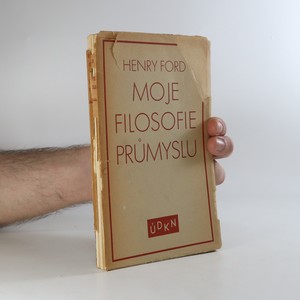 HENRY FORD
MOJE
FILOSOFIE
PRŮMYSLU
ÚDKN